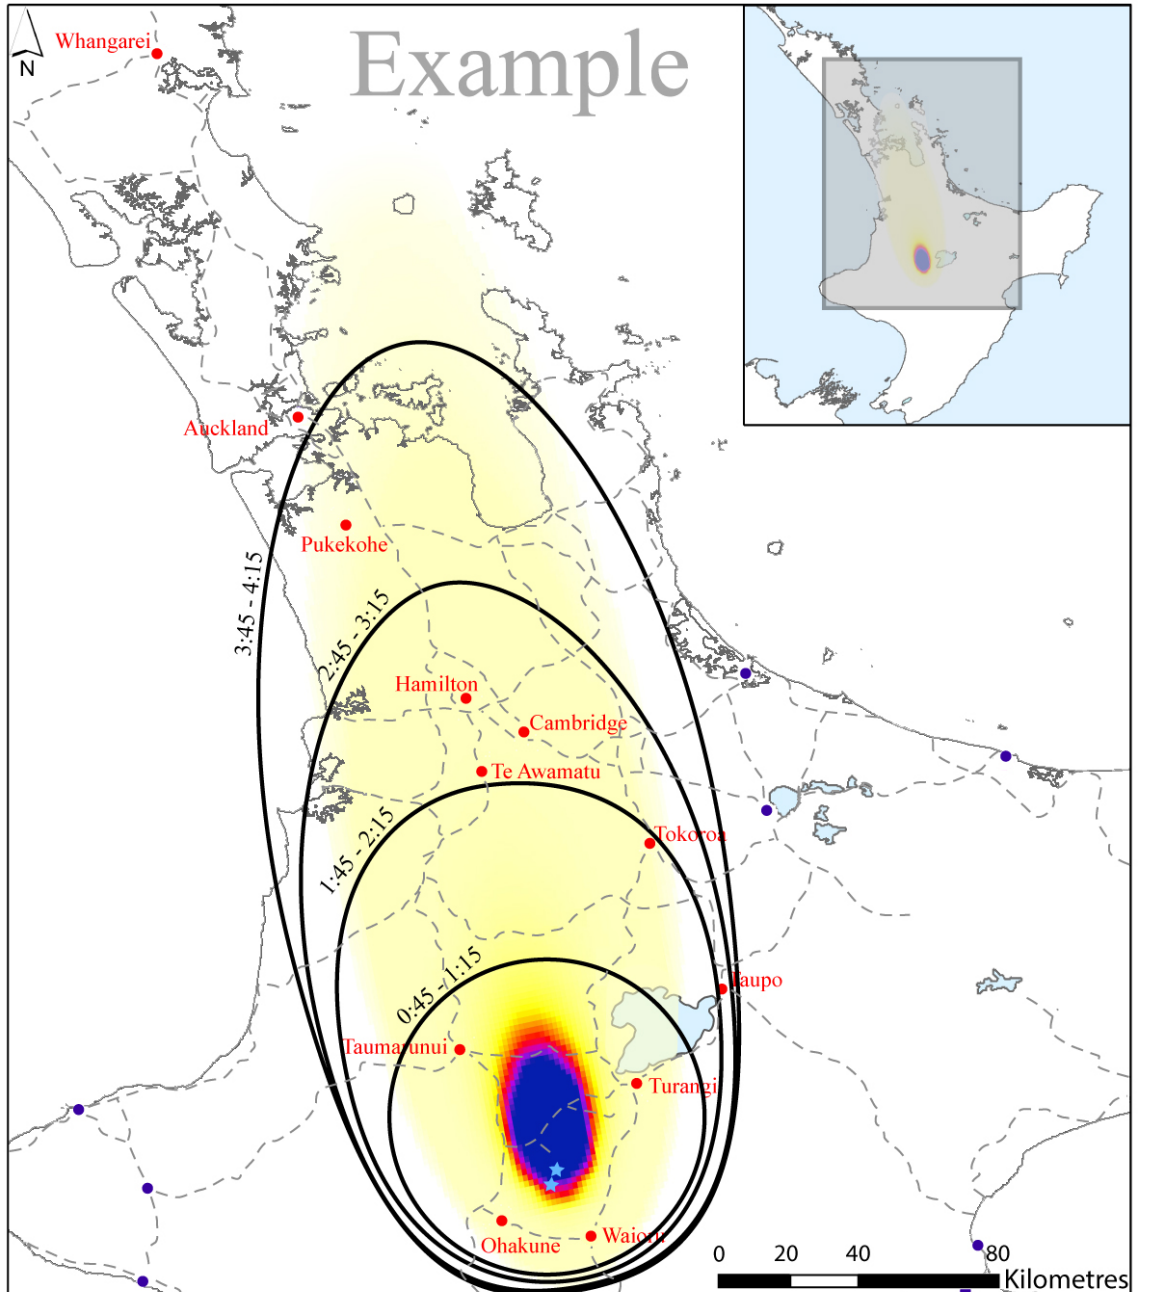 Example
Whangarei
N
Auckland
Pukekohe
3:45 - 4:15
2:45 - 3:15
Hamilton
Cambridge
Te Awamatu
1:45 - 2:15
Tokoroa
0:45 - 1:15
Taupo
Taumarunui
Turangi
Ohakune
Waioru
0 20 40 80
Kilometres